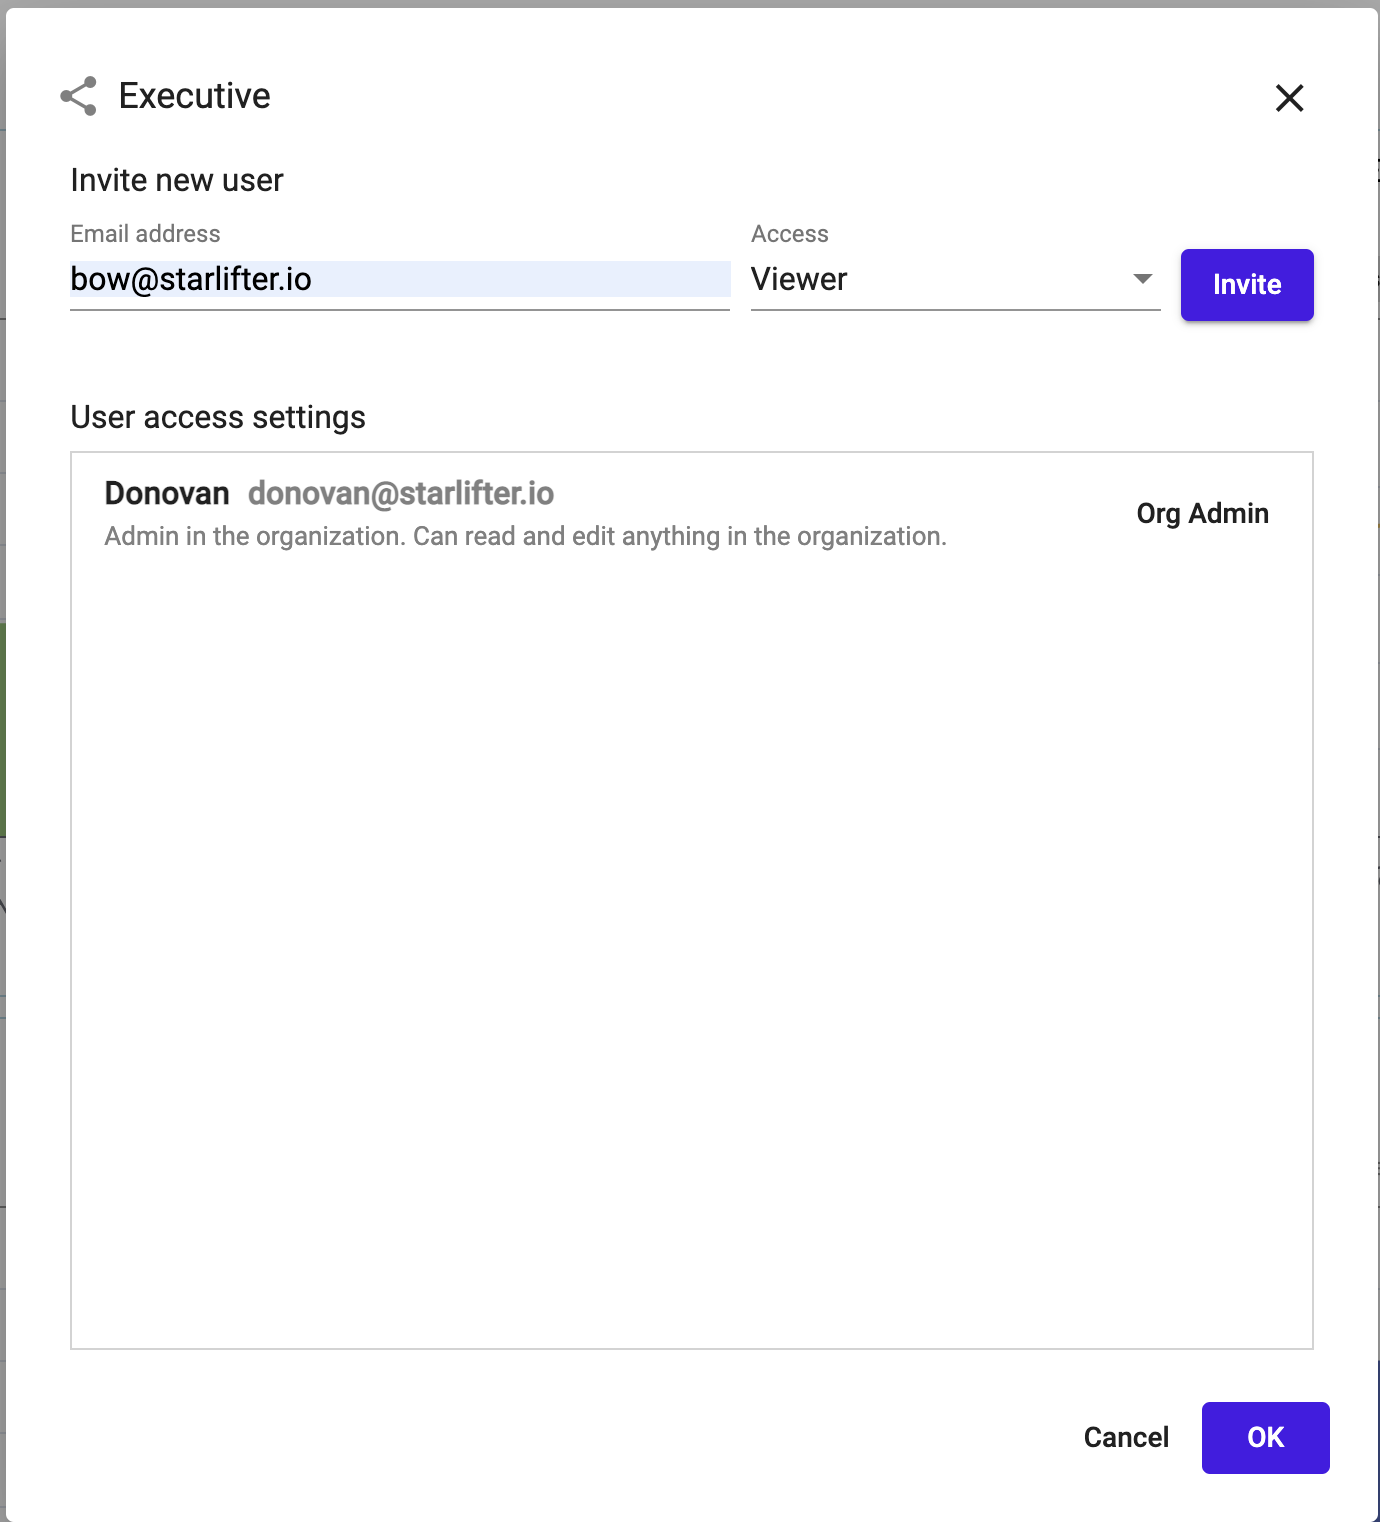 Executive
Invite new user
Email address
Access
bow@starlifter.io
Viewer
Invite
User access settings
Donovan donovan@starlifter.io
Admin in the organization. Can read and edit anything in the organization.
Org Admin
Cancel
OK